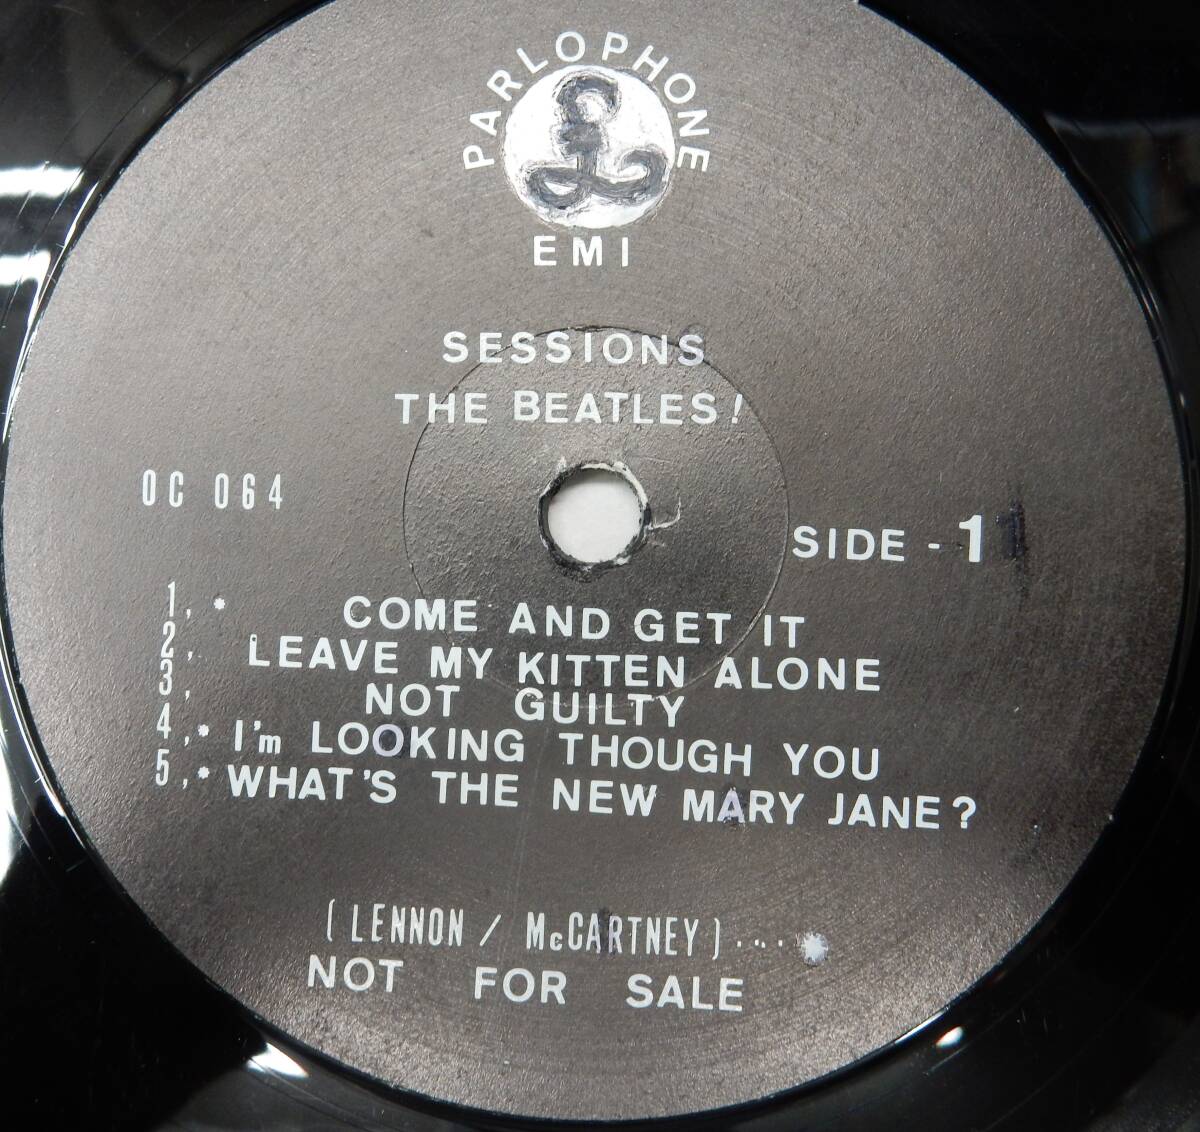 PARLOPHONE
£
EMI
SESSIONS
THE BEATLES!
OC 064
SIDE - 1
1, * COME AND GET IT
2, LEAVE MY KITTEN ALONE
3, NOT GUILTY
4, * I'm LOOKING THOUGH YOU
5, * WHAT'S THE NEW MARY JANE?
(LENNON / McCARTNEY) .... *
NOT FOR SALE